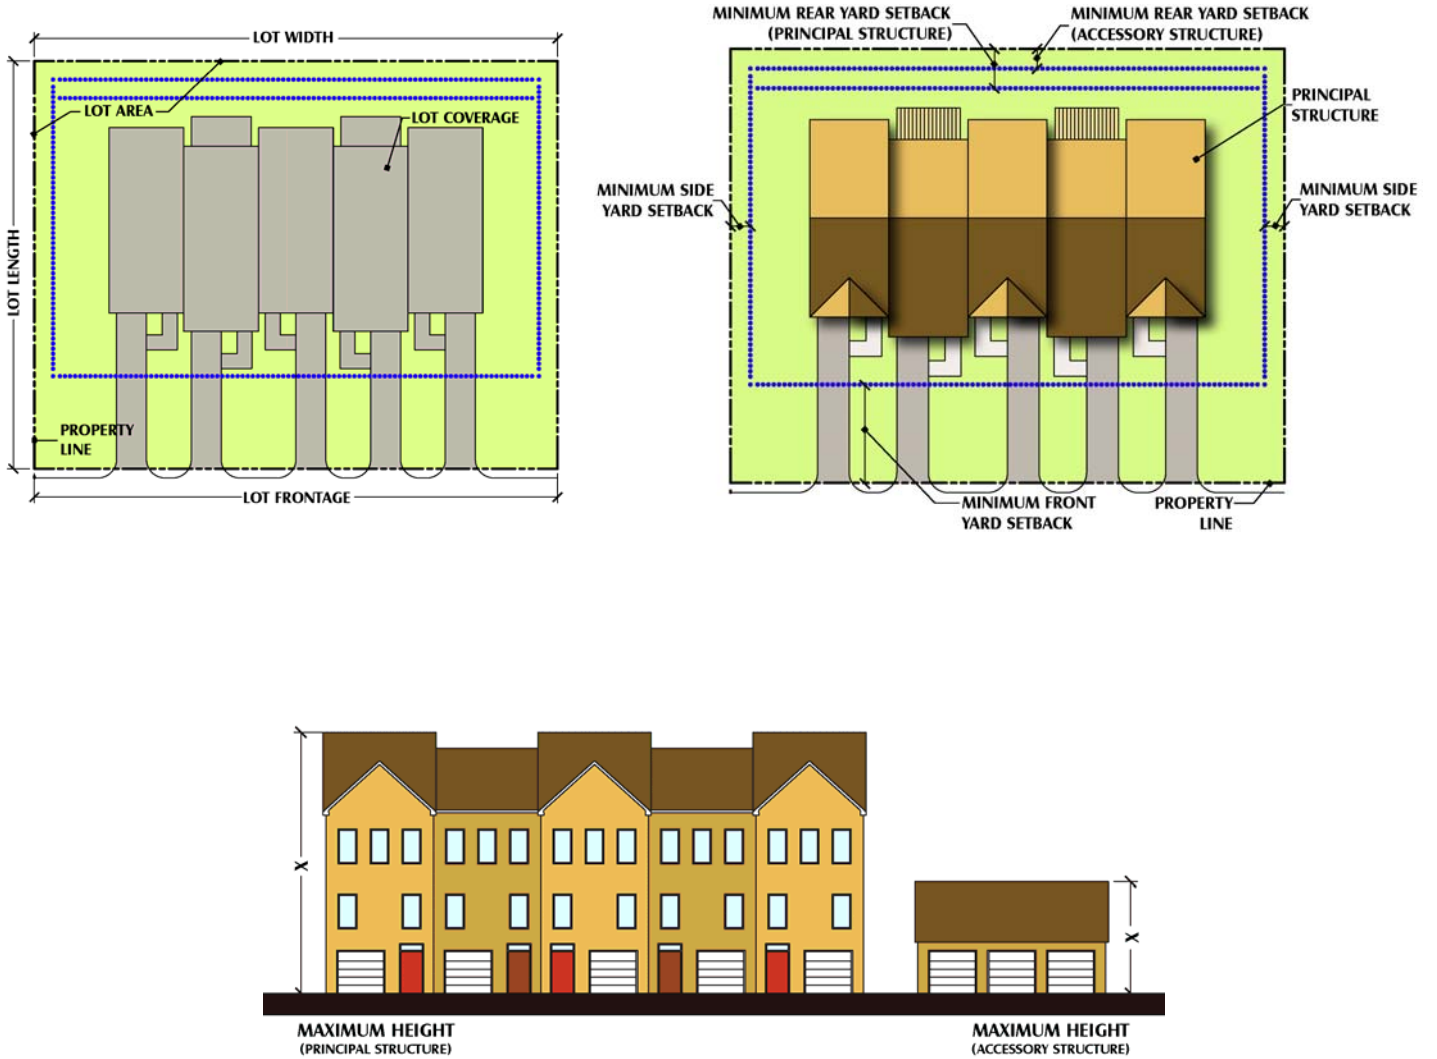 LOT WIDTH
LOT AREA
LOT COVERAGE
LOT LENGTH
PROPERTY
LINE
LOT FRONTAGE
MINIMUM REAR YARD SETBACK
(PRINCIPAL STRUCTURE)
MINIMUM REAR YARD SETBACK
(ACCESSORY STRUCTURE)
PRINCIPAL
STRUCTURE
MINIMUM SIDE
YARD SETBACK
MINIMUM SIDE
YARD SETBACK
MINIMUM FRONT
YARD SETBACK
PROPERTY
LINE
X
X
MAXIMUM HEIGHT
(PRINCIPAL STRUCTURE)
MAXIMUM HEIGHT
(ACCESSORY STRUCTURE)